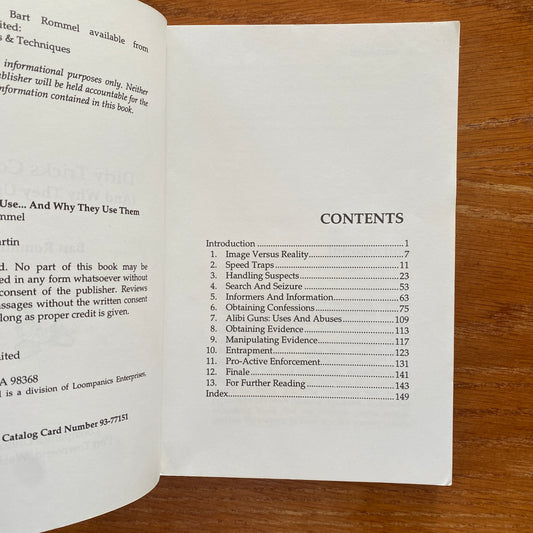 Bart Rommel available from
ited:
s & Techniques
informational purposes only. Neither
blisher will be held accountable for the
nformation contained in this book.
Use... And Why They Use Them
mmel
artin
d. No part of this book may be
ed in any form whatsoever without
consent of the publisher. Reviews
ssages without the written consent
long as proper credit is given.
ited
A 98368
l is a division of Loompanics Enterprises.
Catalog Card Number 93-77151
CONTENTS
Introduction ................................................ 1
1. Image Versus Reality ................................ 7
2. Speed Traps ................................ 11
3. Handling Suspects ................................ 23
4. Search And Seizure ................................ 53
5. Informers And Information ................................ 63
6. Obtaining Confessions ................................ 75
7. Alibi Guns: Uses And Abuses ................................ 109
8. Obtaining Evidence ................................ 113
9. Manipulating Evidence ................................ 117
10. Entrapment ................................ 123
11. Pro-Active Enforcement ................................ 131
12. Finale ................................ 141
13. For Further Reading ................................ 143
Index ................................ 149